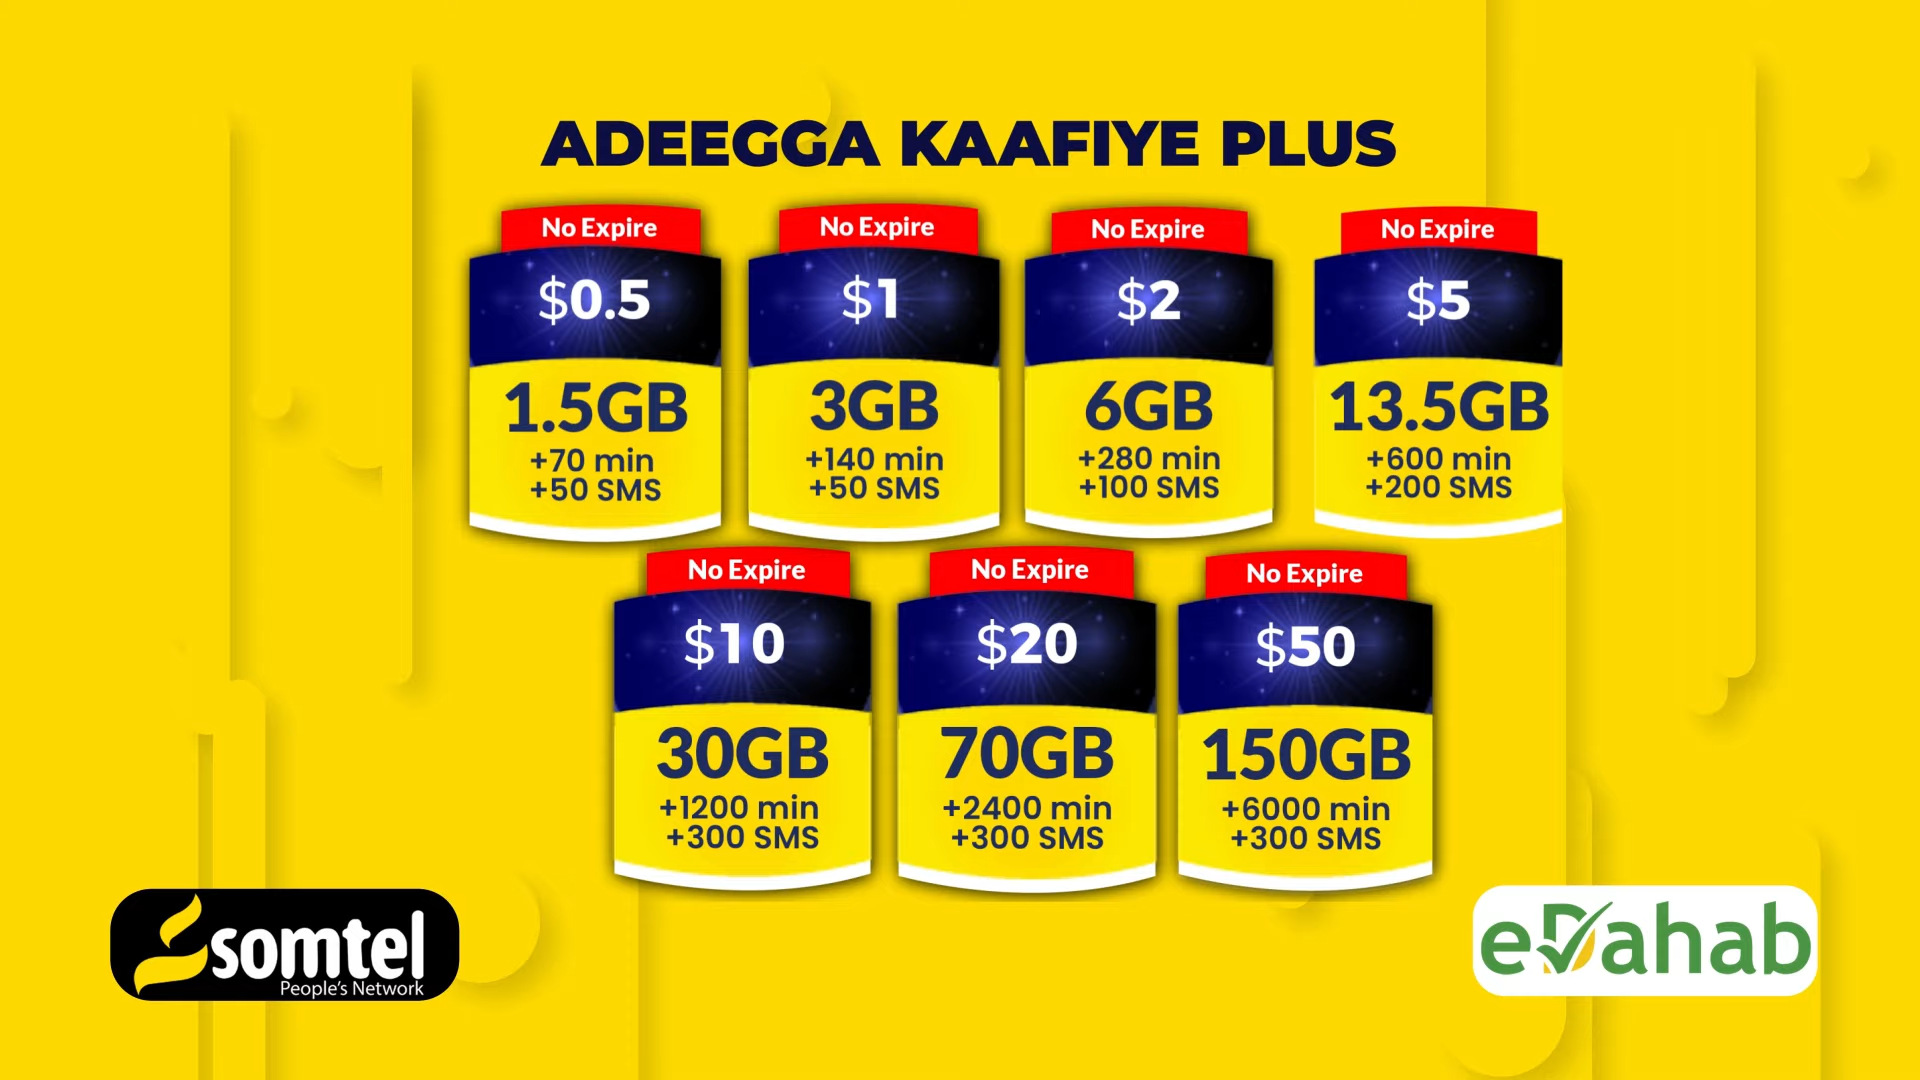 ADEEGGA KAAFIYE PLUS
No Expire
$0.5
1.5GB
+70 min
+50 SMS
No Expire
$1
3GB
+140 min
+50 SMS
No Expire
$2
6GB
+280 min
+100 SMS
No Expire
$5
13.5GB
+600 min
+200 SMS
No Expire
$10
30GB
+1200 min
+300 SMS
No Expire
$20
70GB
+2400 min
+300 SMS
No Expire
$50
150GB
+6000 min
+300 SMS
somtel
People's Network
eDahab